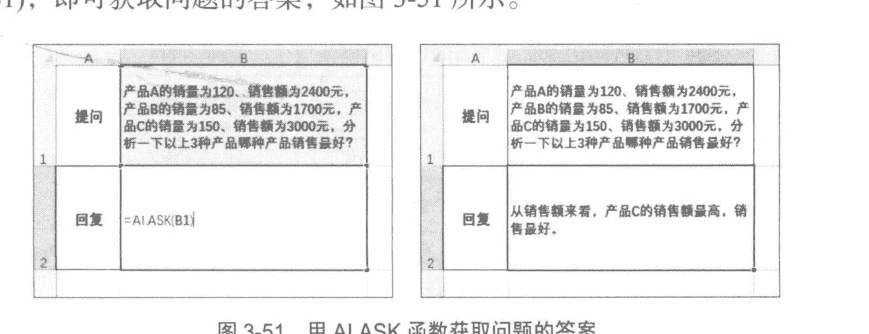 1)，即可获取问题的答案，如图 3-51 所示。
A B
提问
产品A的销量为120、销售额为2400元，
产品B的销量为85、销售额为1700元，产
品C的销量为150、销售额为3000元，分
析一下以上3种产品哪种产品销售最好？
1
回复
=AI.ASK(B1)
2
A B
提问
产品A的销量为120、销售额为2400元，
产品B的销量为85、销售额为1700元，产
品C的销量为150、销售额为3000元，分
析一下以上3种产品哪种产品销售最好？
1
回复
从销售额来看，产品C的销售额最高，销
售最好。
2
图 3-51 用 AI.ASK 函数获取问题的答案